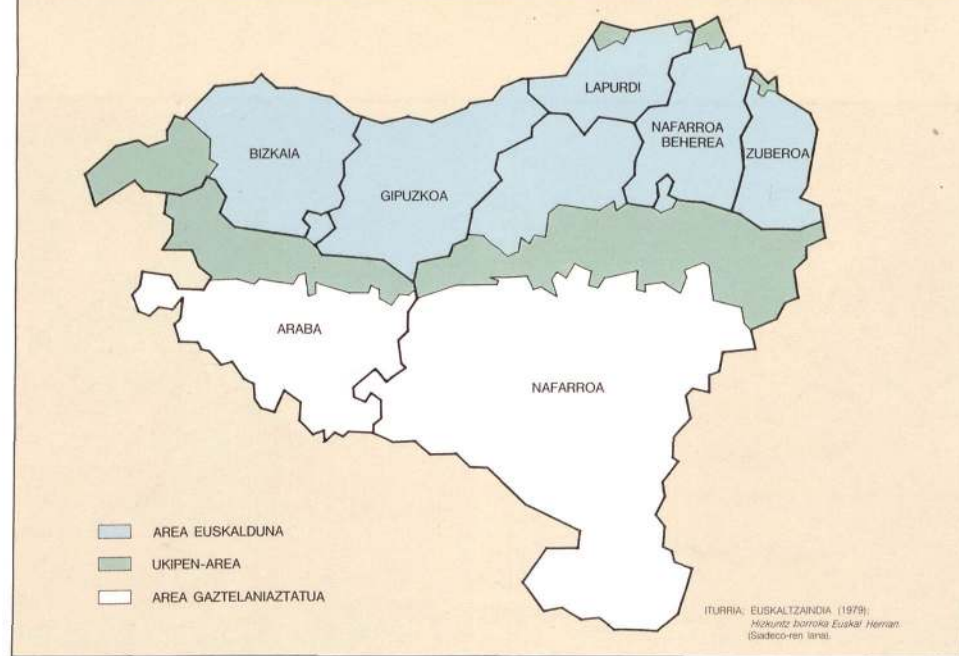 LAPURDI
NAFARROA
BEHEREA
ZUBEROA
BIZKAIA
GIPUZKOA
ARABA
NAFARROA
AREA EUSKALDUNA
UKIPEN-AREA
AREA GAZTELANIAZTATUA
ITURRIA: EUSKALTZAINDIA (1979):
Hizkuntz borroka Euskal Herrian.
(Siadeco-ren lana).